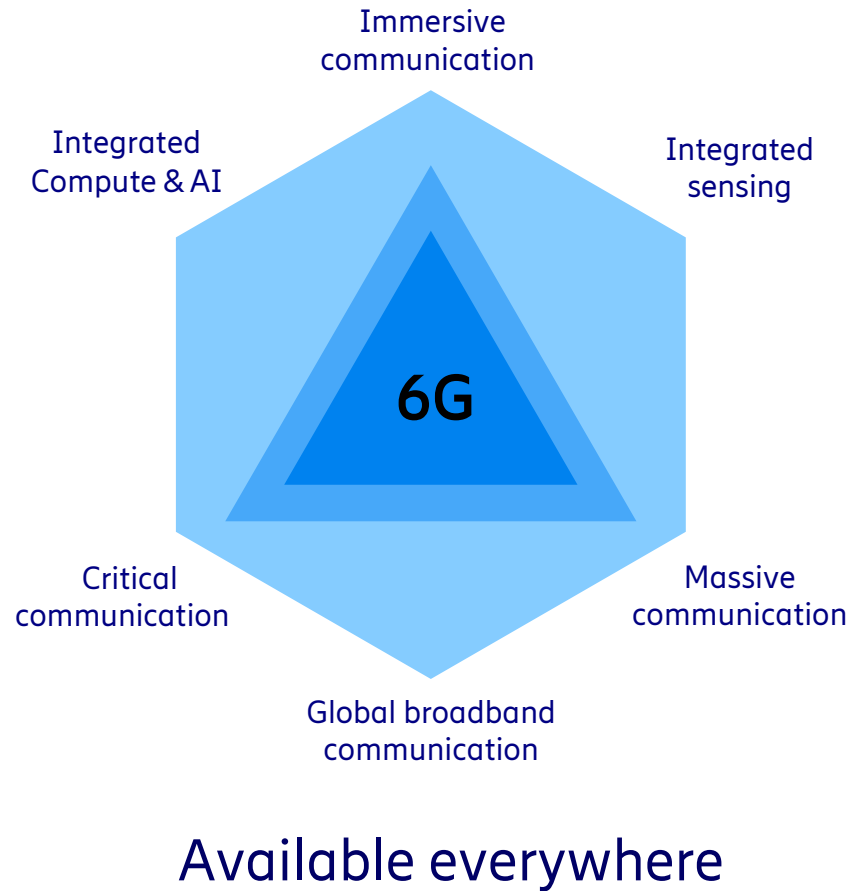 Immersive
communication
Integrated
Compute & AI
Integrated
sensing
6G
Critical
communication
Massive
communication
Global broadband
communication
Available everywhere